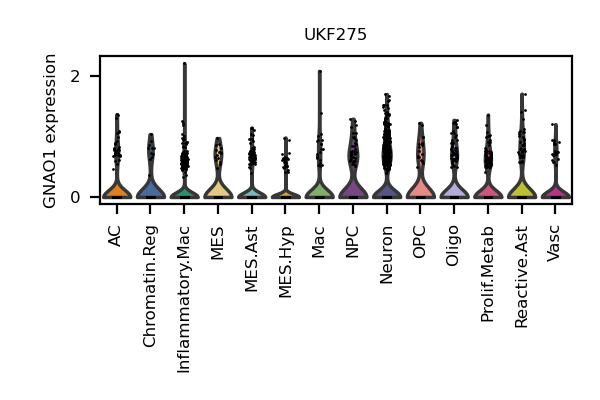 UKF275
GNAO1 expression
2
0
AC
Chromatin.Reg
Inflammatory.Mac
MES
MES.Ast
MES.Hyp
Mac
NPC
Neuron
OPC
Oligo
Prolif.Metab
Reactive.Ast
Vasc